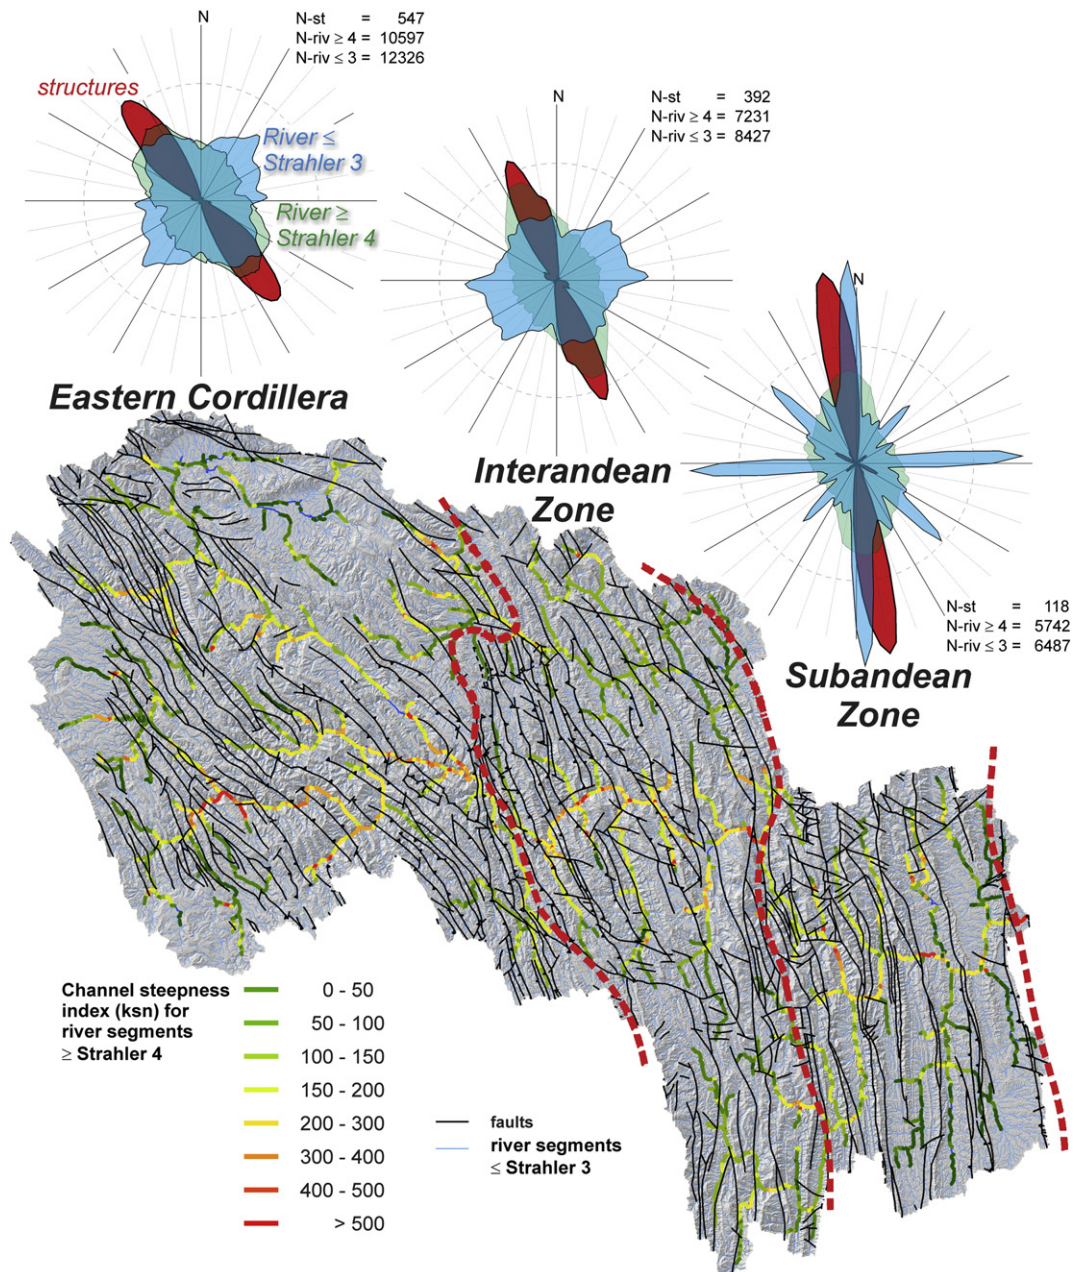 N
N-st = 547
N-riv ≥ 4 = 10597
N-riv ≤ 3 = 12326
structures
River ≤
Strahler 3
River ≥
Strahler 4
N
N-st = 392
N-riv ≥ 4 = 7231
N-riv ≤ 3 = 8427
N
N-st = 118
N-riv ≥ 4 = 5742
N-riv ≤ 3 = 6487
Eastern Cordillera
Interandean
Zone
Subandean
Zone
Channel steepness
index (ksn) for
river segments
≥ Strahler 4
0 - 50
50 - 100
100 - 150
150 - 200
200 - 300
300 - 400
400 - 500
> 500
faults
river segments
≤ Strahler 3